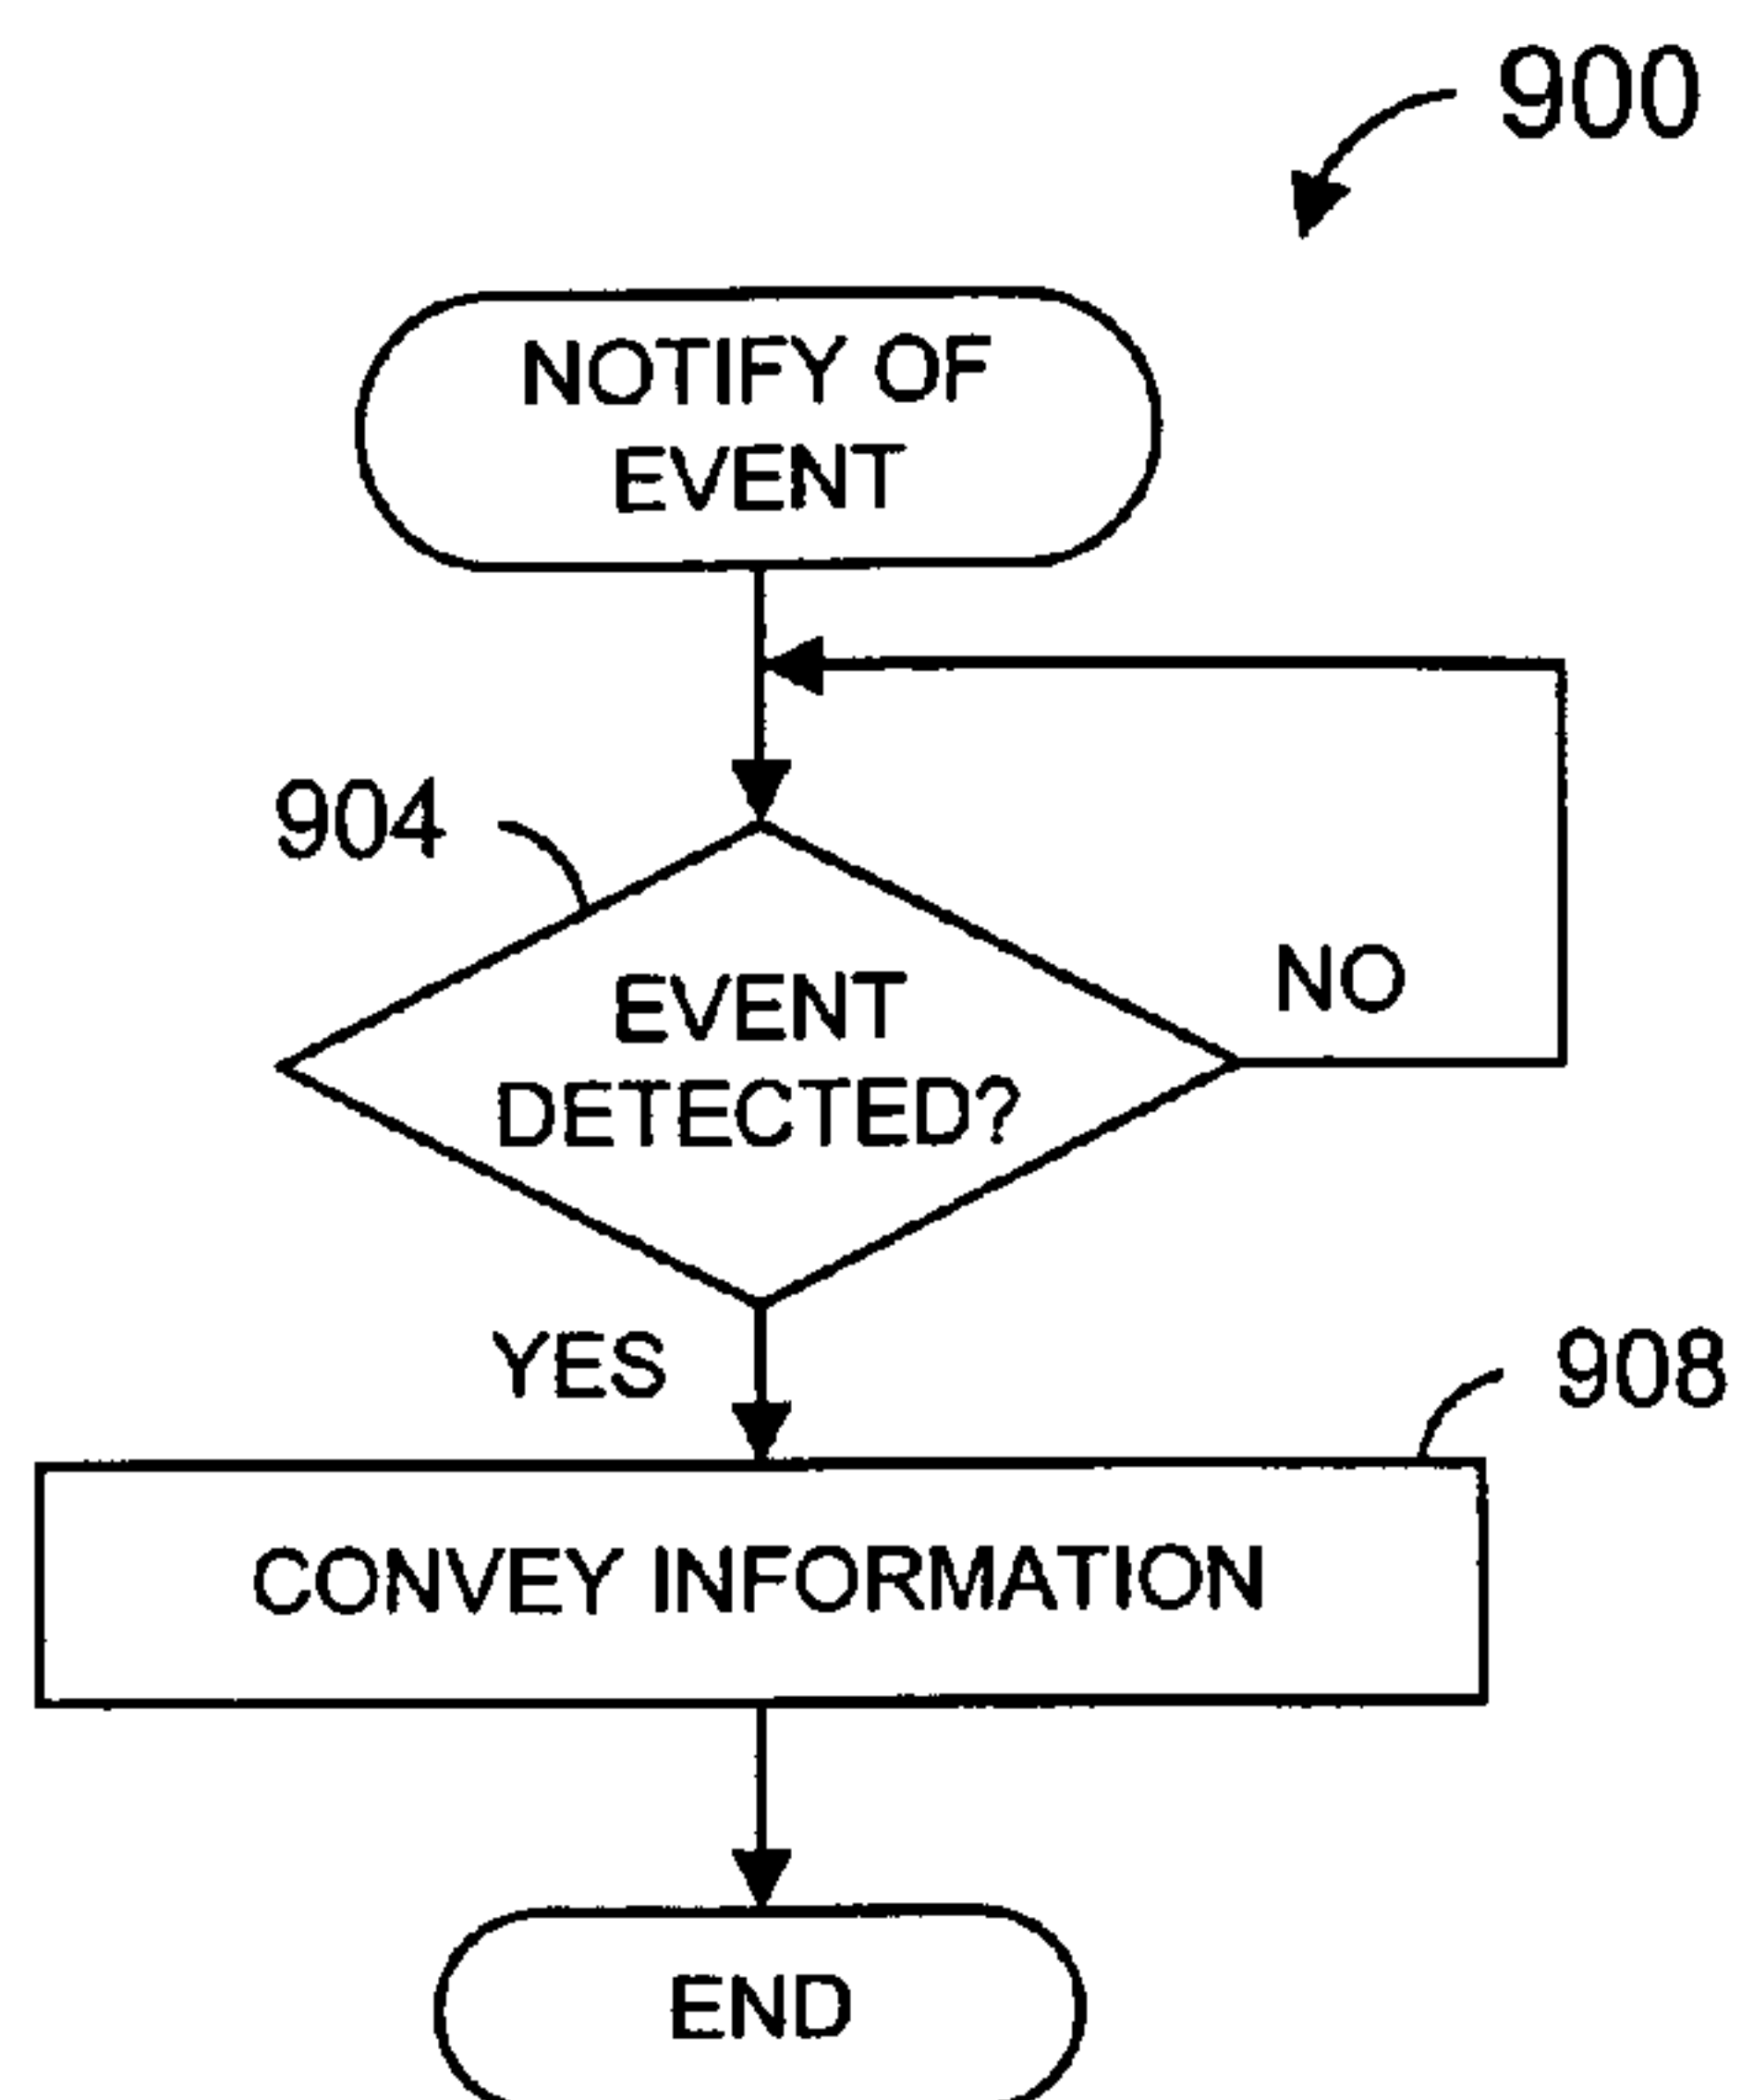 900
NOTIFY OF
EVENT
904
EVENT
DETECTED?
NO
YES
908
CONVEY INFORMATION
END